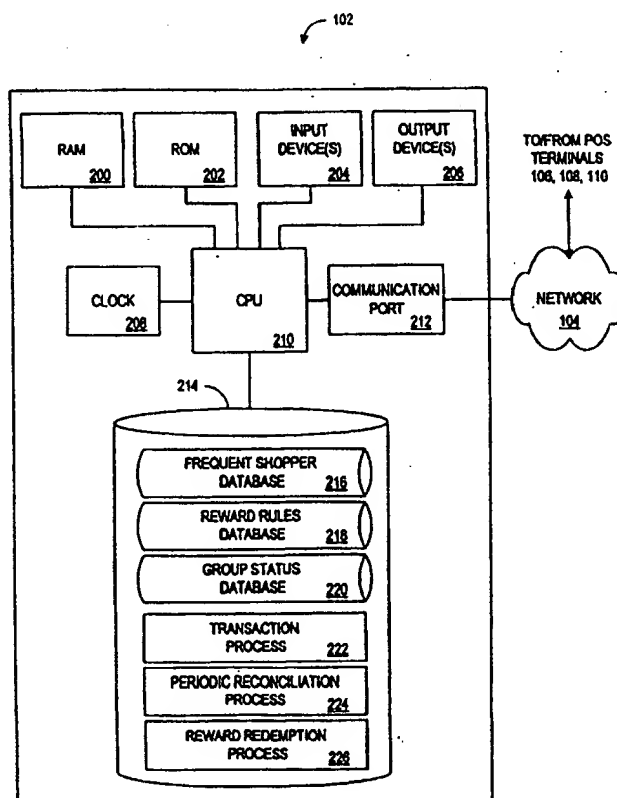 102
RAM
200
ROM
202
INPUT
DEVICE(S)
204
OUTPUT
DEVICE(S)
206
TO/FROM POS
TERMINALS
106, 108, 110
CLOCK
208
CPU
210
COMMUNICATION
PORT
212
NETWORK
104
214
FREQUENT SHOPPER
DATABASE
216
REWARD RULES
DATABASE
218
GROUP STATUS
DATABASE
220
TRANSACTION
PROCESS
222
PERIODIC RECONCILIATION
PROCESS
224
REWARD REDEMPTION
PROCESS
226